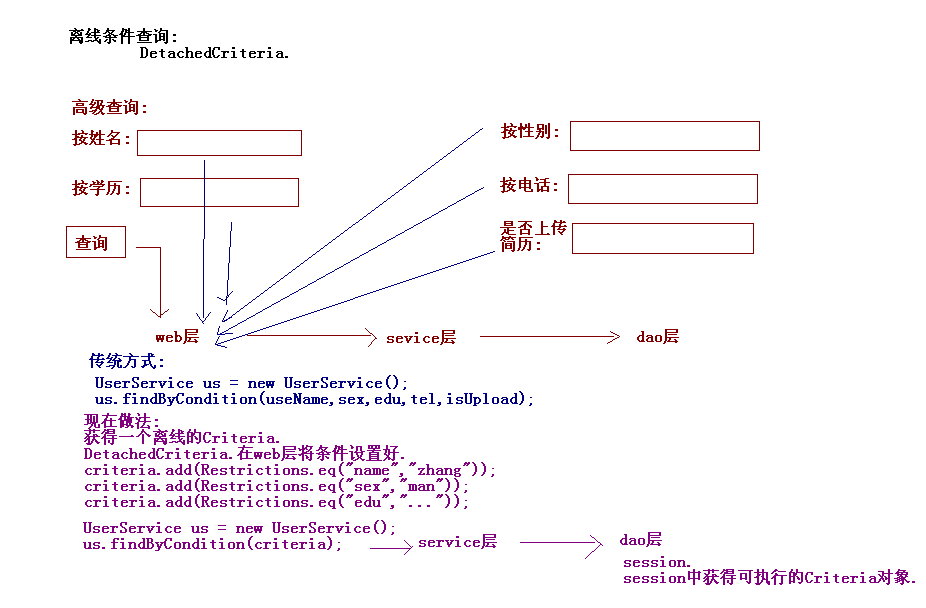 离线条件查询:
DetachedCriteria.
高级查询:
按姓名:
按性别:
按学历:
按电话:
是否上传
简历:
查询
web层
sevice层
dao层
传统方式:
UserService us = new UserService();
us.findByCondition(useName,sex,edu,tel,isUpload);
现在做法:
获得一个离线的Criteria.
DetachedCriteria.在web层将条件设置好.
criteria.add(Restrictions.eq("name","zhang"));
criteria.add(Restrictions.eq("sex","man"));
criteria.add(Restrictions.eq("edu","..."));
UserService us = new UserService();
us.findByCondition(criteria);
service层
dao层
session.
session中获得可执行的Criteria对象.